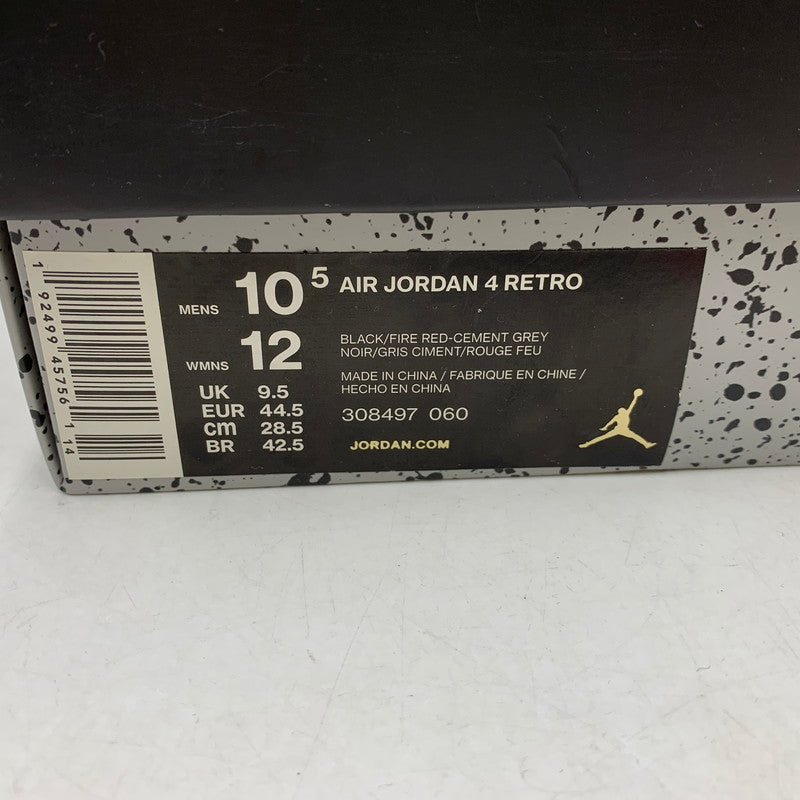 1 92499 45756 114
MENS 10 5
WMNS 12
UK 9.5
EUR 44.5
cm 28.5
BR 42.5
AIR JORDAN 4 RETRO
BLACK/FIRE RED-CEMENT GREY
NOIR/GRIS CIMENT/ROUGE FEU
MADE IN CHINA / FABRIQUE EN CHINE /
HECHO EN CHINA
308497 060
JORDAN.COM